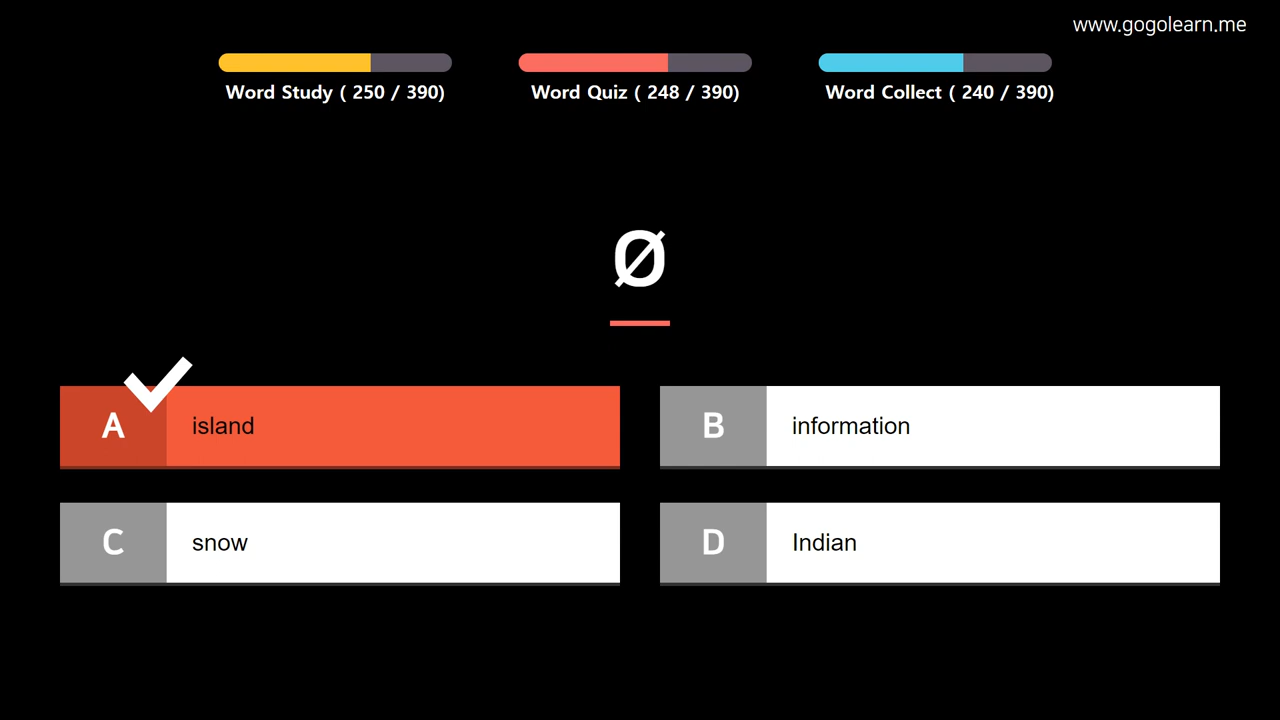 www.gogolearn.me
Word Study ( 250 / 390)
Word Quiz ( 248 / 390)
Word Collect ( 240 / 390)
Ø
A island
B information
C snow
D Indian